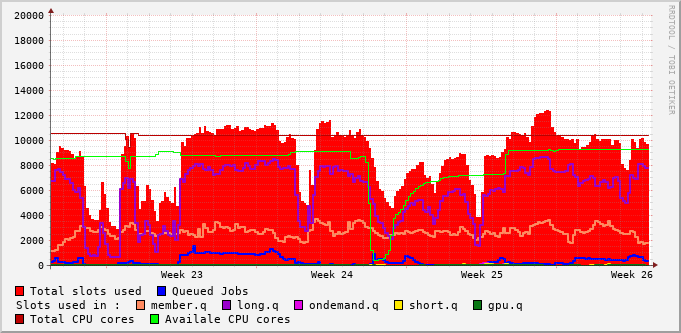 20000
18000
16000
14000
12000
10000
8000
6000
4000
2000
0
Week 23 Week 24 Week 25 Week 26
RRDTOOL / TOBI OETIKER
Total slots used Queued Jobs
Slots used in : member.q long.q ondemand.q short.q gpu.q
Total CPU cores Availale CPU cores